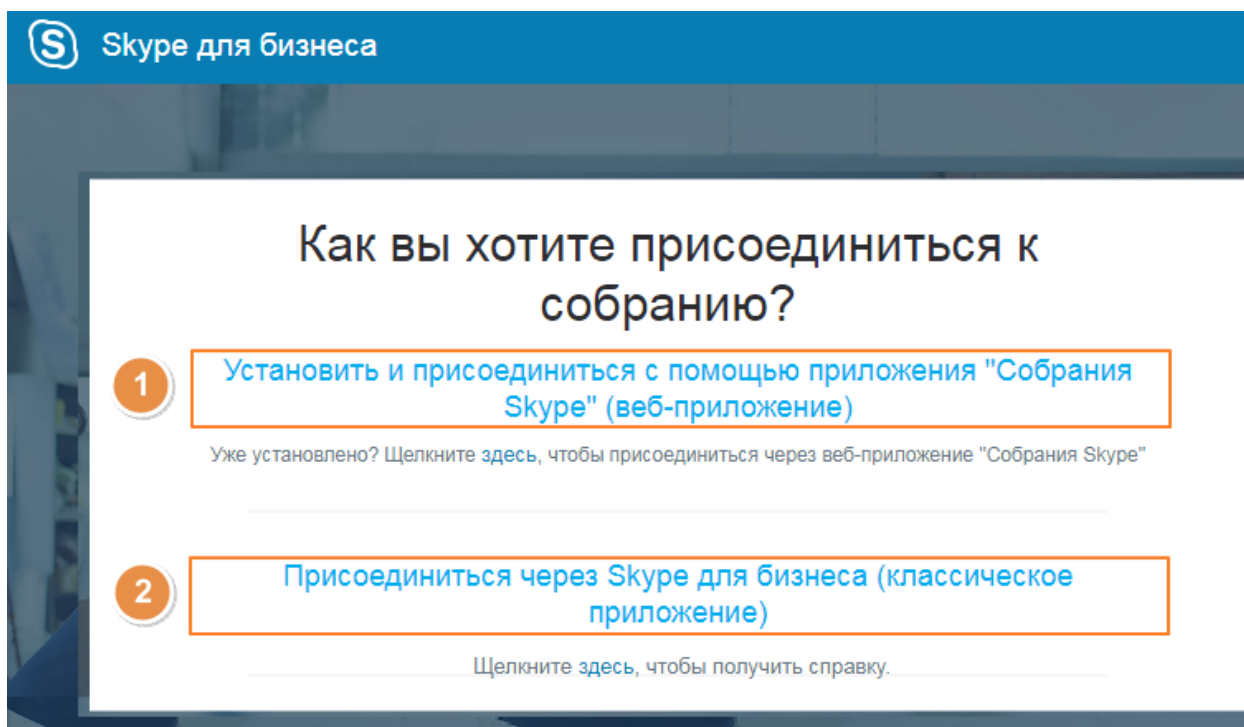 S Skype для бизнеса
Как вы хотите присоединиться к
собранию?
1
Установить и присоединиться с помощью приложения "Собрания
Skype" (веб-приложение)
Уже установлено? Щелкните здесь, чтобы присоединиться через веб-приложение "Собрания Skype"
2
Присоединиться через Skype для бизнеса (классическое
приложение)
Щелкните здесь, чтобы получить справку.